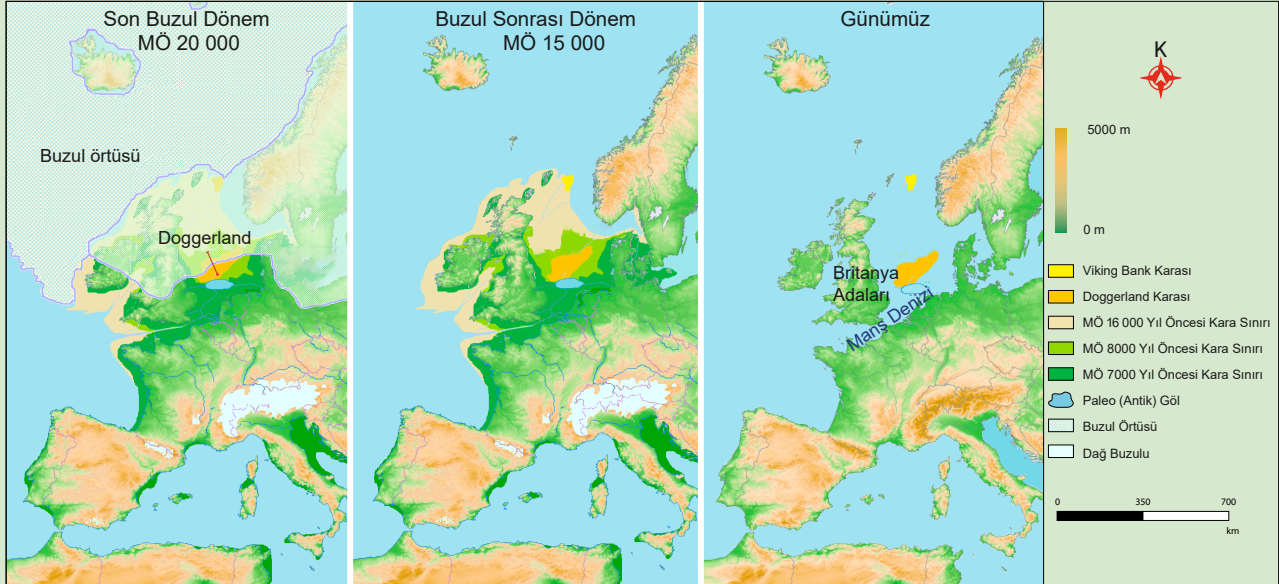 Son Buzul Dönem
MÖ 20 000
Buzul örtüsü
Doggerland
Buzul Sonrası Dönem
MÖ 15 000
Günümüz
Britanya
Adaları
Manş Denizi
K
5000 m
0 m
Viking Bank Karası
Doggerland Karası
MÖ 16 000 Yıl Öncesi Kara Sınırı
MÖ 8000 Yıl Öncesi Kara Sınırı
MÖ 7000 Yıl Öncesi Kara Sınırı
Paleo (Antik) Göl
Buzul Örtüsü
Dağ Buzulu
0 350 700
km